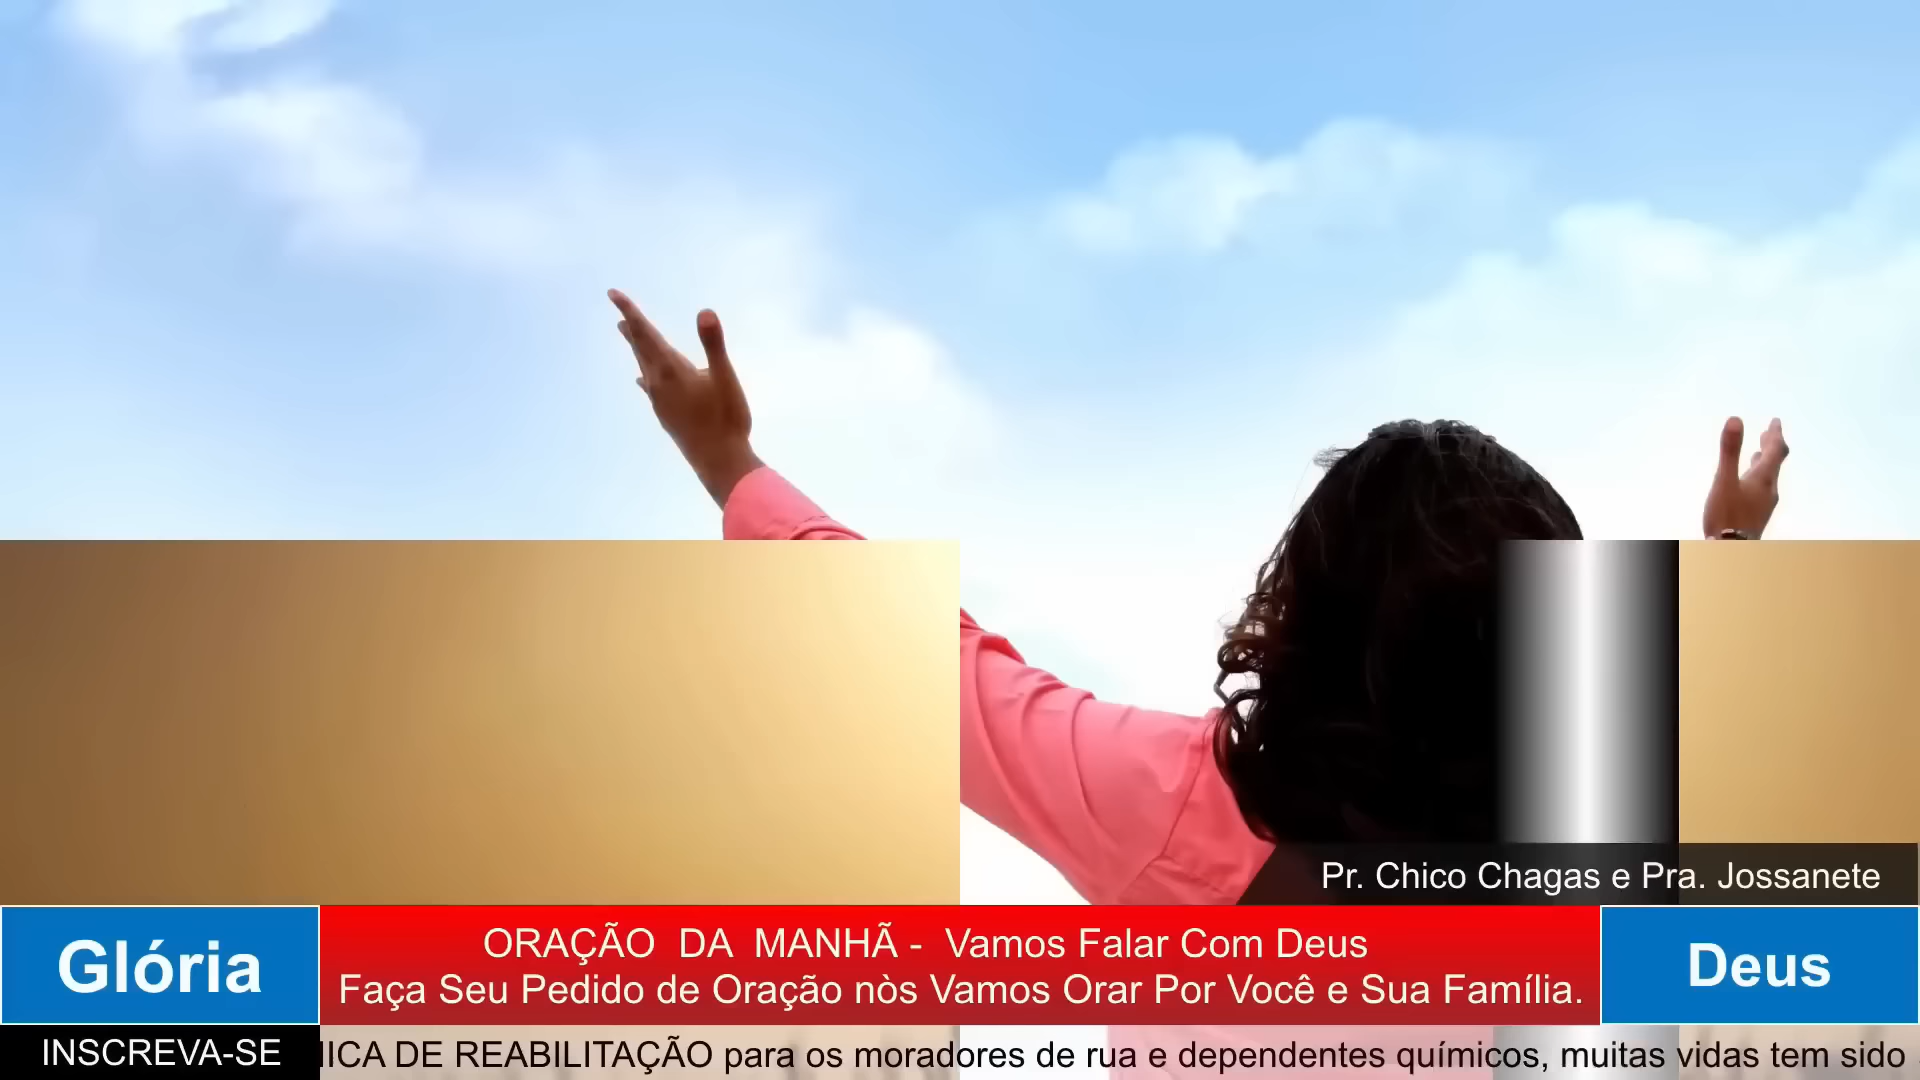 Pr. Chico Chagas e Pra. Jossanete
Glória
ORAÇÃO DA MANHÃ - Vamos Falar Com Deus
Faça Seu Pedido de Oração nòs Vamos Orar Por Você e Sua Família.
Deus
INSCREVA-SE
DE REABILITAÇÃO para os moradores de rua e dependentes químicos, muitas vidas tem sido